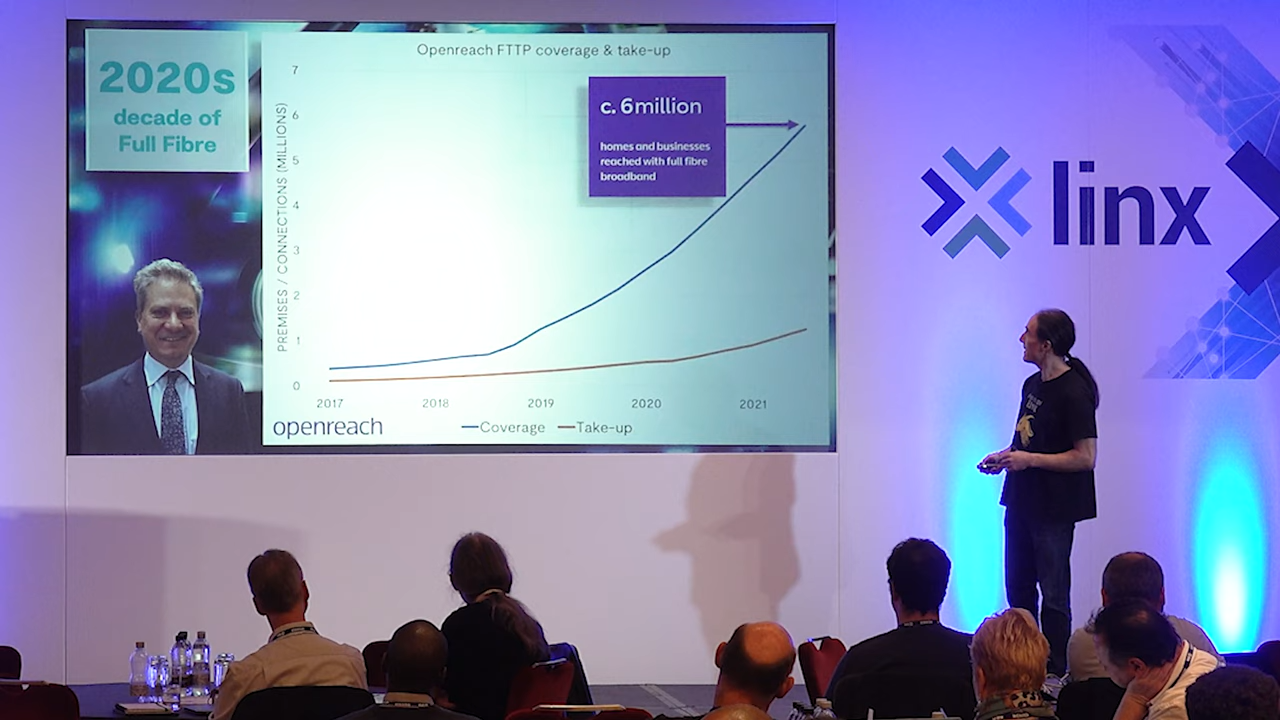 2020s
decade of
Full Fibre
Openreach FTTP coverage & take-up
PREMISES / CONNECTIONS (MILLIONS)
7
6
5
4
3
2
1
0
c. 6million
homes and businesses
reached with full fibre
broadband
2017 2018 2019 2020 2021
openreach
Coverage Take-up
linx